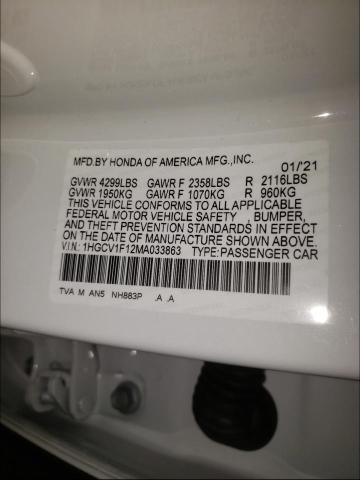 MFD.BY HONDA OF AMERICA MFG.,INC. 01/21
GVWR 4299LBS GAWR F 2358LBS R 2116LBS
GVWR 1950KG GAWR F 1070KG R 960KG
THIS VEHICLE CONFORMS TO ALL APPLICABLE
FEDERAL MOTOR VEHICLE SAFETY , BUMPER,
AND THEFT PREVENTION STANDARDS IN EFFECT
ON THE DATE OF MANUFACTURE SHOWN ABOVE.
V.I.N: 1HGCV1F12MA033863 TYPE:PASSENGER CAR
TVA M AN5 NH883P .A .A